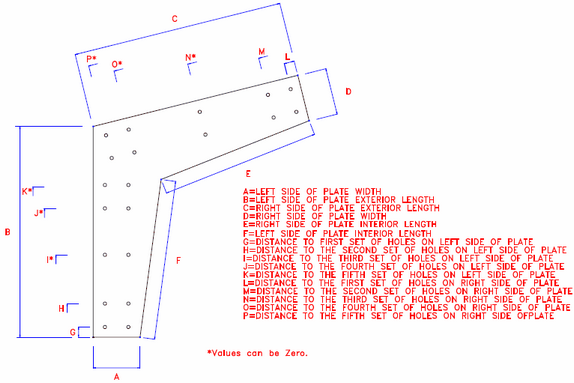 C
P*
O*
N*
M
L
D
E
K*
J*
B
I*
F
H
G
A
A=LEFT SIDE OF PLATE WIDTH
B=LEFT SIDE OF PLATE EXTERIOR LENGTH
C=RIGHT SIDE OF PLATE EXTERIOR LENGTH
D=RIGHT SIDE OF PLATE WIDTH
E=RIGHT SIDE OF PLATE INTERIOR LENGTH
F=LEFT SIDE OF PLATE INTERIOR LENGTH
G=DISTANCE TO FIRST SET OF HOLES ON LEFT SIDE OF PLATE
H=DISTANCE TO THE SECOND SET OF HOLES ON LEFT SIDE OF PLATE
I=DISTANCE TO THE THIRD SET OF HOLES ON LEFT SIDE OF PLATE
J=DISTANCE TO THE FOURTH SET OF HOLES ON LEFT SIDE OF PLATE
K=DISTANCE TO THE FIFTH SET OF HOLES ON LEFT SIDE OF PLATE
L=DISTANCE TO THE FIRST SET OF HOLES ON RIGHT SIDE OF PLATE
M=DISTANCE TO THE SECOND SET OF HOLES ON RIGHT SIDE OF PLATE
N=DISTANCE TO THE THIRD SET OF HOLES ON RIGHT SIDE OF PLATE
O=DISTANCE TO THE FOURTH SET OF HOLES ON RIGHT SIDE OF PLATE
P=DISTANCE TO THE FIFTH SET OF HOLES ON RIGHT SIDE OFPLATE
*Values can be Zero.